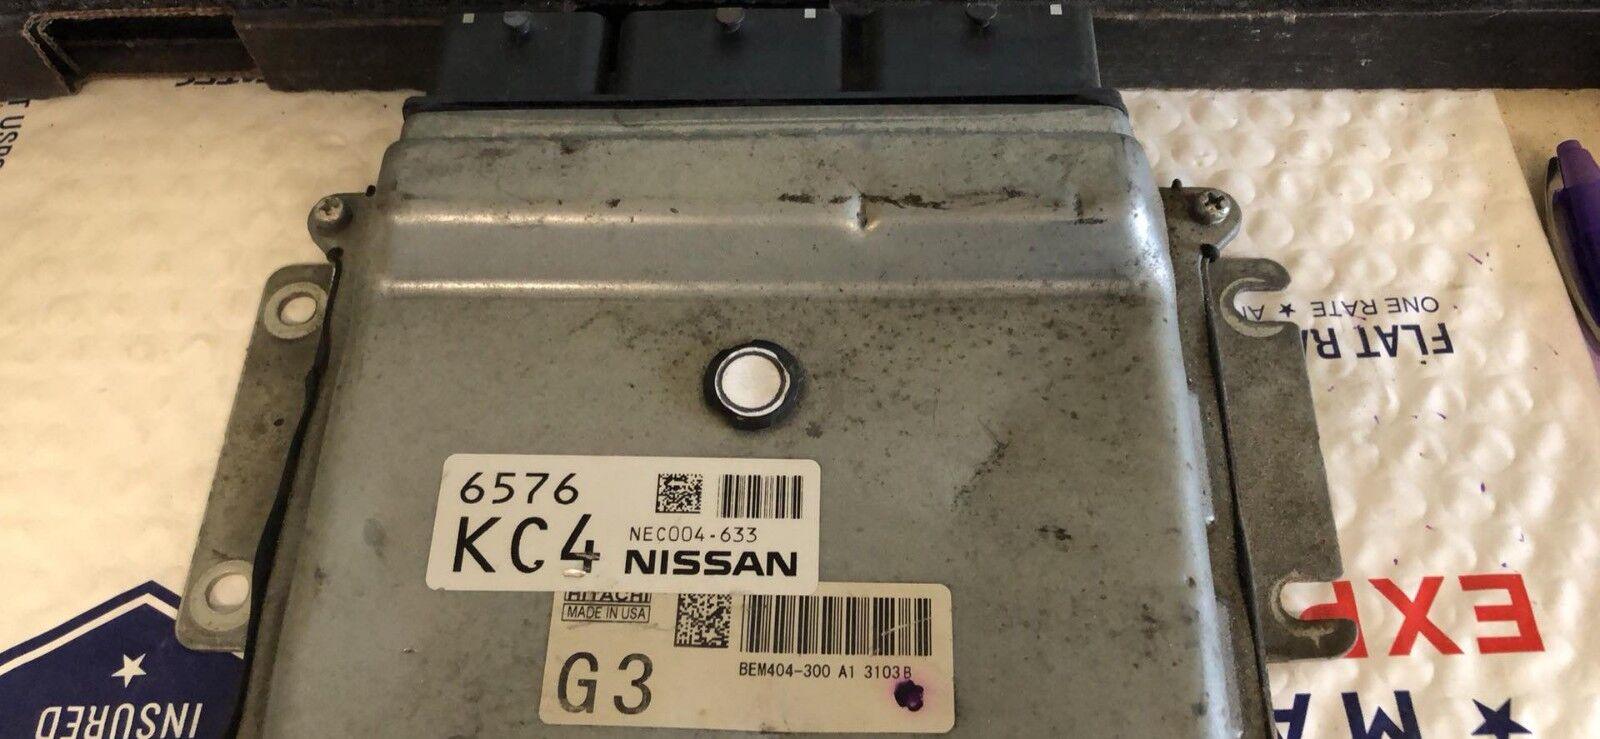 6576
KC4
NEC004-633
NISSAN
HITACHI
MADE IN USA
G3
BEM404-300 A1 3103B
ONE RATE ★
FLAT
EXP
★ MA
INSURED